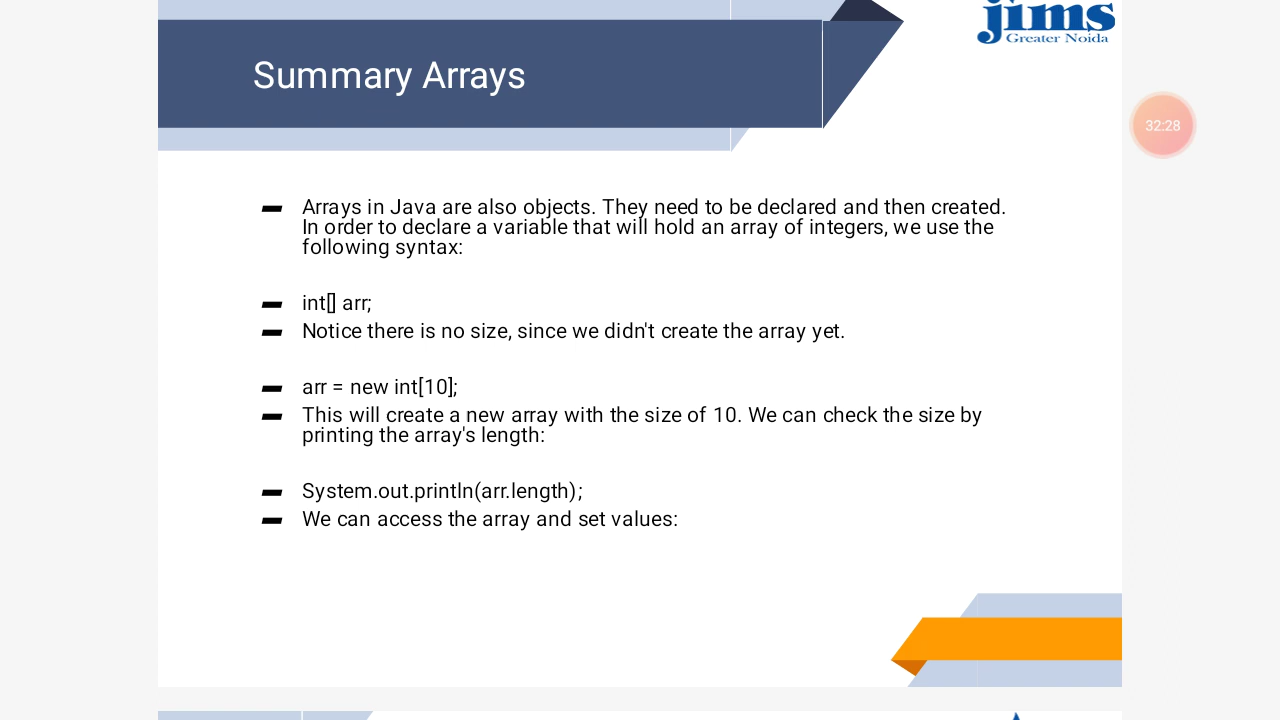 jims
Greater Noida
Summary Arrays
32:28
Arrays in Java are also objects. They need to be declared and then created.
In order to declare a variable that will hold an array of integers, we use the
following syntax:
int[] arr;
Notice there is no size, since we didn't create the array yet.
arr = new int[10];
This will create a new array with the size of 10. We can check the size by
printing the array's length:
System.out.println(arr.length);
We can access the array and set values: